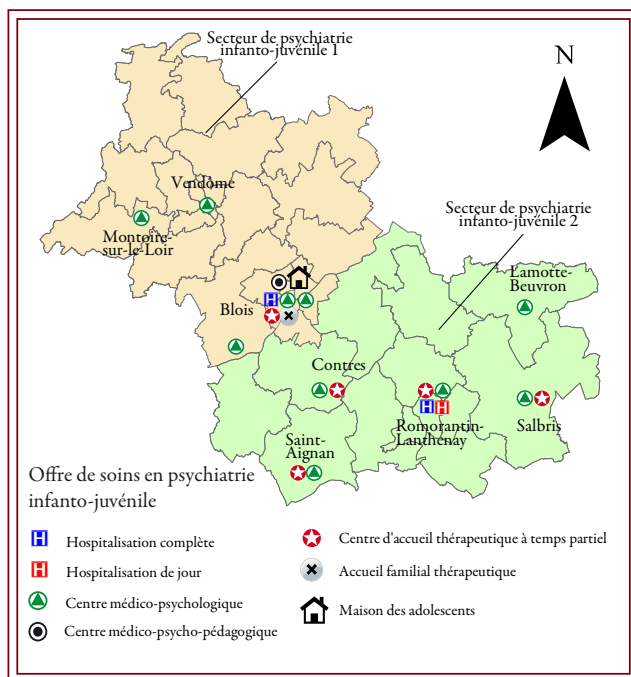 Secteur de psychiatrie
infanto-juvénile 1
N
Vendôme
Secteur de psychiatrie
infanto-juvénile 2
Montoire-
sur-le-Loir
Lamotte-
Beuvron
Blois
Contres
Romorantin-
Lanthenay
Salbris
Saint-
Aignan
Offre de soins en psychiatrie
infanto-juvénile
H Hospitalisation complète
H Hospitalisation de jour
Centre médico-psychologique
Centre médico-psycho-pédagogique
Centre d'accueil thérapeutique à temps partiel
Accueil familial thérapeutique
Maison des adolescents